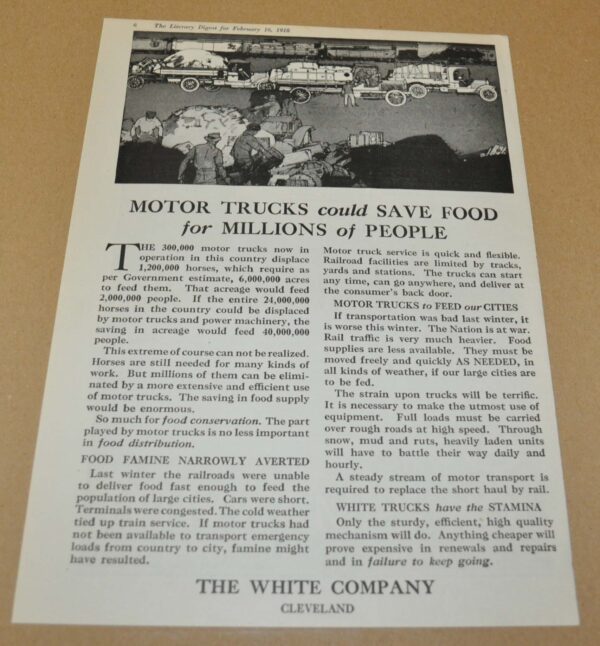 6 The Literary Digest for February 16, 1918
MOTOR TRUCKS could SAVE FOOD
for MILLIONS of PEOPLE
THE 300,000 motor trucks now in
operation in this country displace
1,200,000 horses, which require as
per Government estimate, 6,000,000 acres
to feed them. That acreage would feed
2,000,000 people. If the entire 24,000,000
horses in the country could be displaced
by motor trucks and power machinery, the
saving in acreage would feed 40,000,000
people.
This extreme of course can not be realized.
Horses are still needed for many kinds of
work. But millions of them can be elimi-
nated by a more extensive and efficient use
of motor trucks. The saving in food supply
would be enormous.
So much for food conservation. The part
played by motor trucks is no less important
in food distribution.
FOOD FAMINE NARROWLY AVERTED
Last winter the railroads were unable
to deliver food fast enough to feed the
population of large cities. Cars were short.
Terminals were congested. The cold weather
tied up train service. If motor trucks had
not been available to transport emergency
loads from country to city, famine might
have resulted.
Motor truck service is quick and flexible.
Railroad facilities are limited by tracks,
yards and stations. The trucks can start
any time, can go anywhere, and deliver at
the consumer's back door.
MOTOR TRUCKS to FEED our CITIES
If transportation was bad last winter, it
is worse this winter. The Nation is at war.
Rail traffic is very much heavier. Food
supplies are less available. They must be
moved freely and quickly AS NEEDED, in
all kinds of weather, if our large cities are
to be fed.
The strain upon trucks will be terrific.
It is necessary to make the utmost use of
equipment. Full loads must be carried
over rough roads at high speed. Through
snow, mud and ruts, heavily laden units
will have to battle their way daily and
hourly.
A steady stream of motor transport is
required to replace the short haul by rail.
WHITE TRUCKS have the STAMINA
Only the sturdy, efficient, high quality
mechanism will do. Anything cheaper will
prove expensive in renewals and repairs
and in failure to keep going.
THE WHITE COMPANY
CLEVELAND